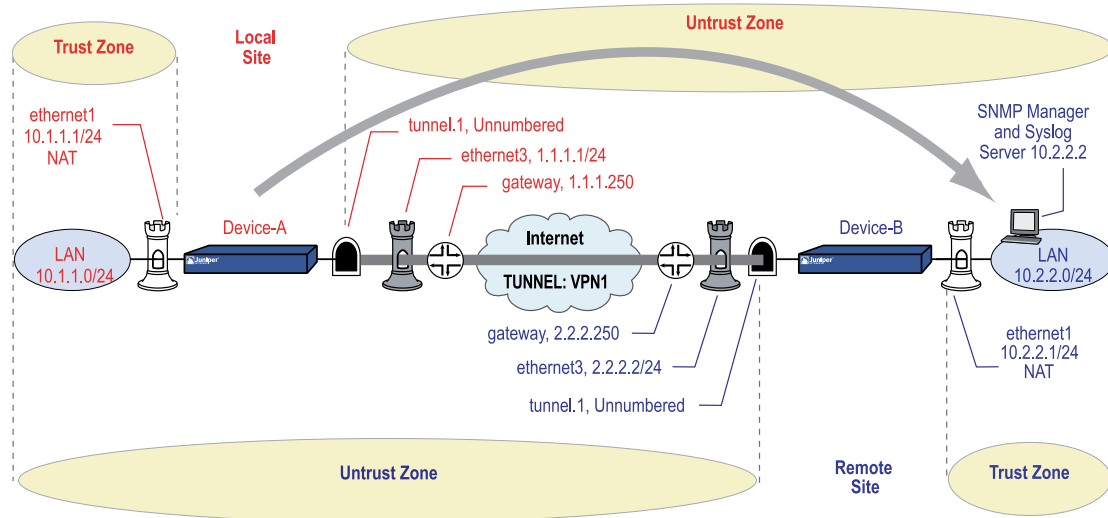 Trust Zone
Local
Site
Untrust Zone
ethernet1
10.1.1.1/24
NAT
tunnel.1, Unnumbered
ethernet3, 1.1.1.1/24
gateway, 1.1.1.250
SNMP Manager
and Syslog
Server 10.2.2.2
LAN
10.1.1.0/24
Device-A
Juniper
Internet
TUNNEL: VPN1
Device-B
Juniper
LAN
10.2.2.0/24
gateway, 2.2.2.250
ethernet3, 2.2.2.2/24
tunnel.1, Unnumbered
ethernet1
10.2.2.1/24
NAT
Untrust Zone
Remote
Site
Trust Zone